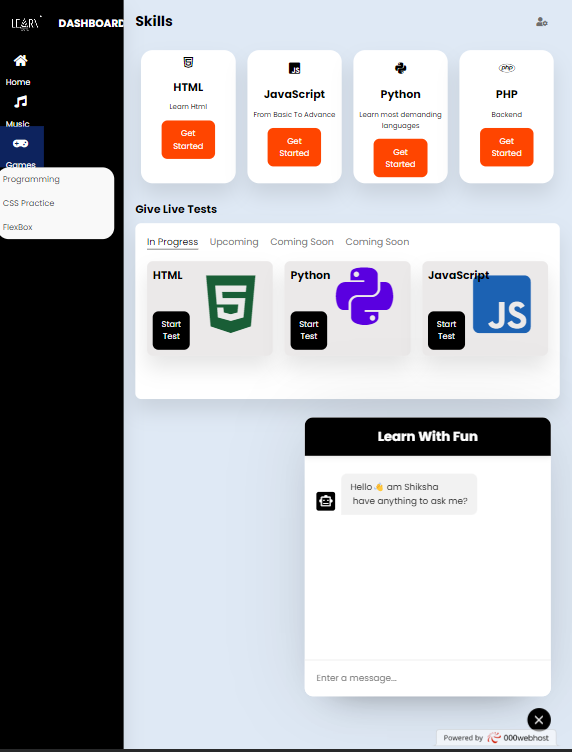 LEARN
DASHBOARD
Home
Music
Games
Programming
CSS Practice
FlexBox
Skills
HTML
Learn Html
Get
Started
JS
JavaScript
From Basic To Advance
Get
Started
Python
Learn most demanding
languages
Get
Started
php
PHP
Backend
Get
Started
Give Live Tests
In Progress Upcoming Coming Soon Coming Soon
HTML
5
Start
Test
Python
Start
Test
JavaScript
JS
Start
Test
Learn With Fun
Hello 👋 am Shiksha
have anything to ask me?
Enter a message...
Powered by 000webhost